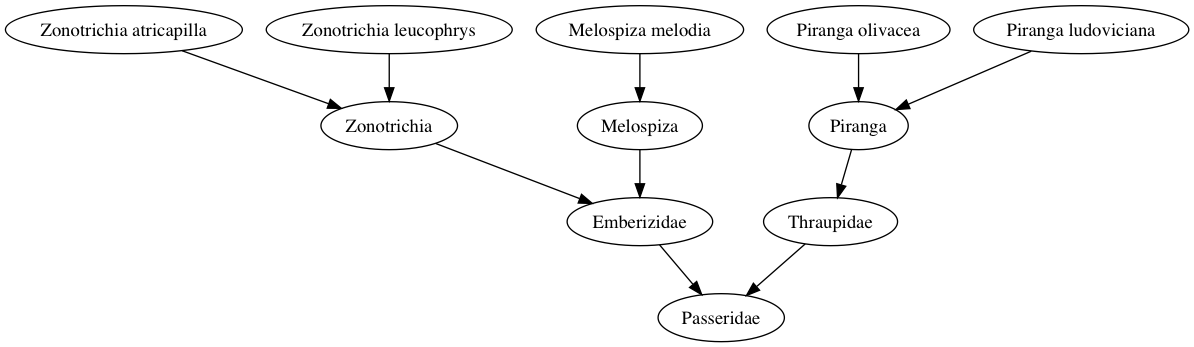 Zonotrichia atricapilla
Zonotrichia leucophrys
Melospiza melodia
Piranga olivacea
Piranga ludoviciana
Zonotrichia
Melospiza
Piranga
Emberizidae
Thraupidae
Passeridae